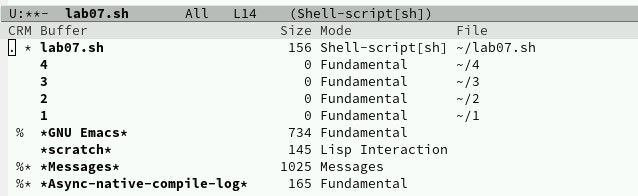 U:**-  lab07.sh       All   L14    (Shell-script[sh])
CRM Buffer                Size Mode              File
. * lab07.sh               156 Shell-script[sh] ~/lab07.sh
    4                        0 Fundamental       ~/4
    3                        0 Fundamental       ~/3
    2                        0 Fundamental       ~/2
    1                        0 Fundamental       ~/1
 %  *GNU Emacs*            734 Fundamental
    *scratch*              145 Lisp Interaction
 %* *Messages*            1025 Messages
 %* *Async-native-compile-log*    165 Fundamental